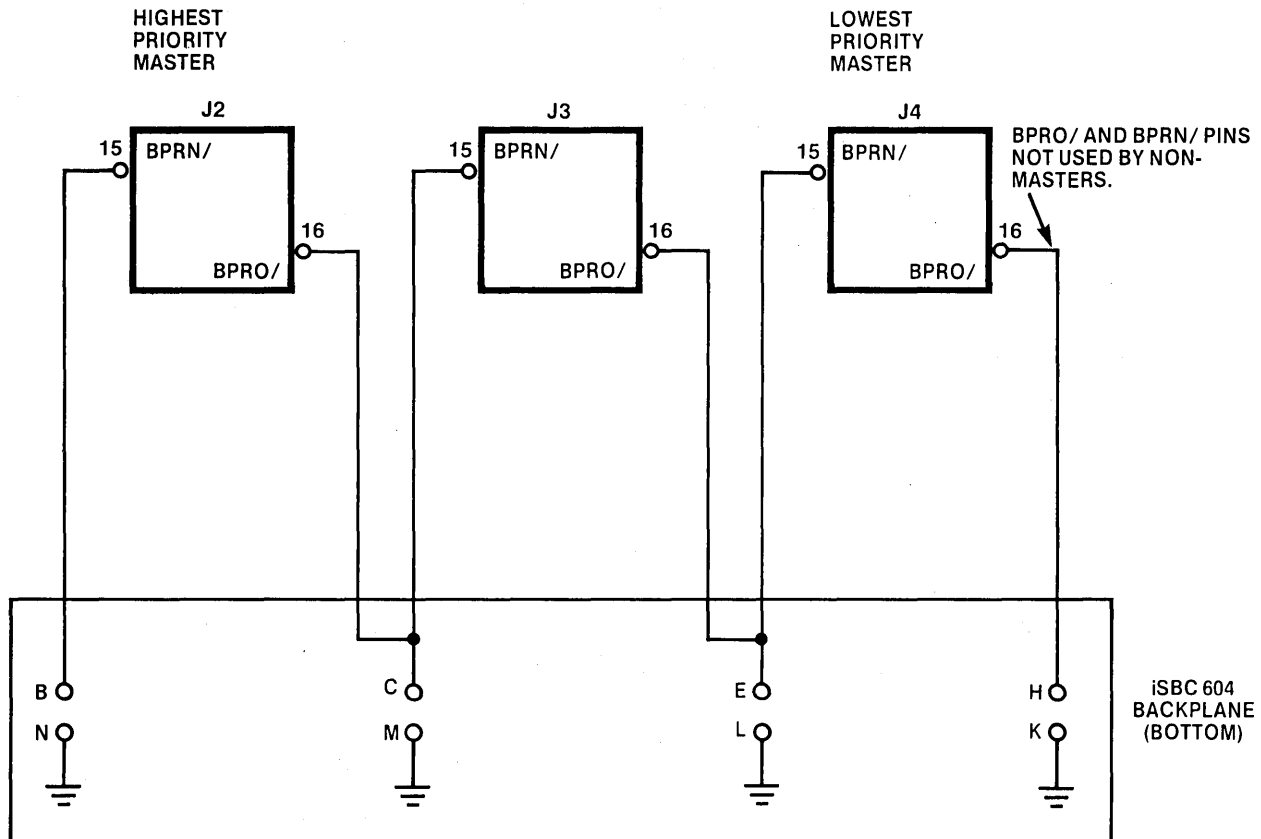 HIGHEST
PRIORITY
MASTER
LOWEST
PRIORITY
MASTER
J2
J3
J4
BPRO/ AND BPRN/ PINS
NOT USED BY NON-
MASTERS.
15
BPRN/
16
BPRO/
15
BPRN/
16
BPRO/
15
BPRN/
16
BPRO/
B
C
E
H
N
M
L
K
iSBC 604
BACKPLANE
(BOTTOM)